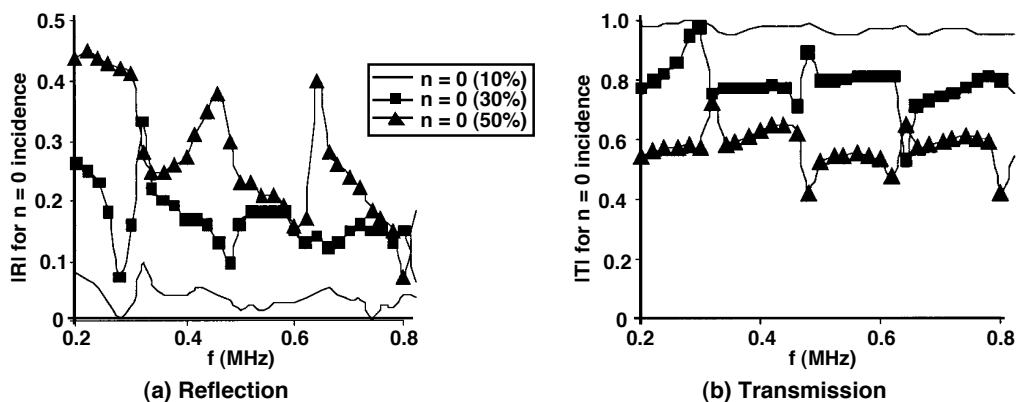 IRI for n = 0 incidence
0.5
0.4
0.3
0.2
0.1
0
0.2
0.4
0.6
0.8
f (MHz)
(a) Reflection
n = 0 (10%)
n = 0 (30%)
n = 0 (50%)
ITI for n = 0 incidence
1.0
0.8
0.6
0.4
0.2
0
0.2
0.4
0.6
0.8
f (MHz)
(b) Transmission